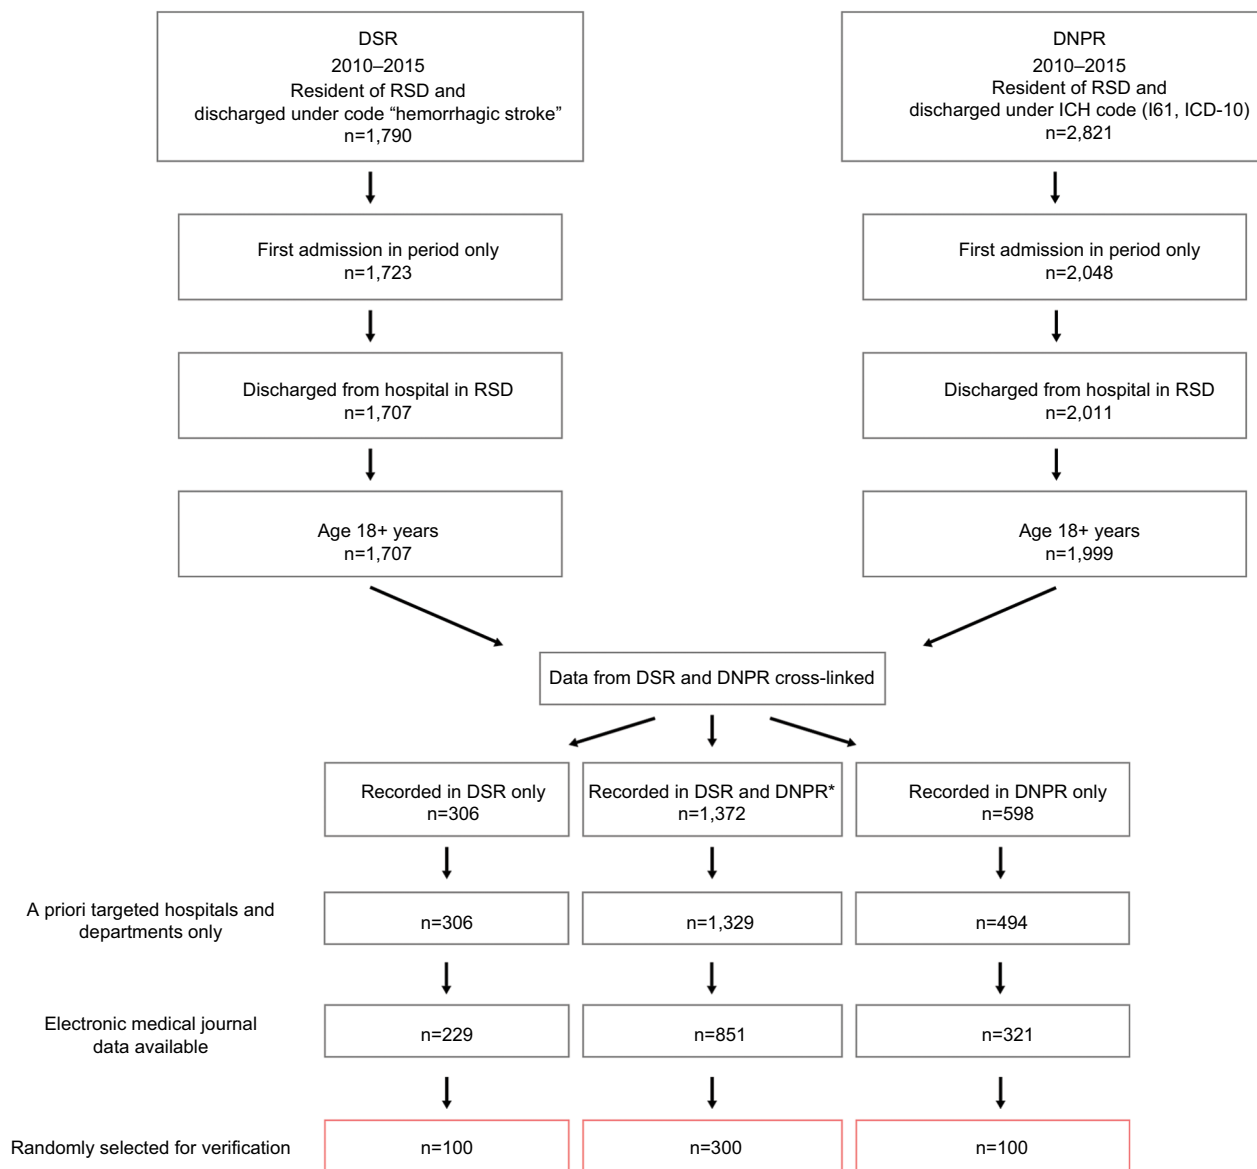 DSR
2010–2015
Resident of RSD and
discharged under code “hemorrhagic stroke”
n=1,790
DNPR
2010–2015
Resident of RSD and
discharged under ICH code (I61, ICD-10)
n=2,821
First admission in period only
n=1,723
First admission in period only
n=2,048
Discharged from hospital in RSD
n=1,707
Discharged from hospital in RSD
n=2,011
Age 18+ years
n=1,707
Age 18+ years
n=1,999
Data from DSR and DNPR cross-linked
Recorded in DSR only
n=306
Recorded in DSR and DNPR*
n=1,372
Recorded in DNPR only
n=598
A priori targeted hospitals and
departments only
n=306
n=1,329
n=494
Electronic medical journal
data available
n=229
n=851
n=321
Randomly selected for verification
n=100
n=300
n=100